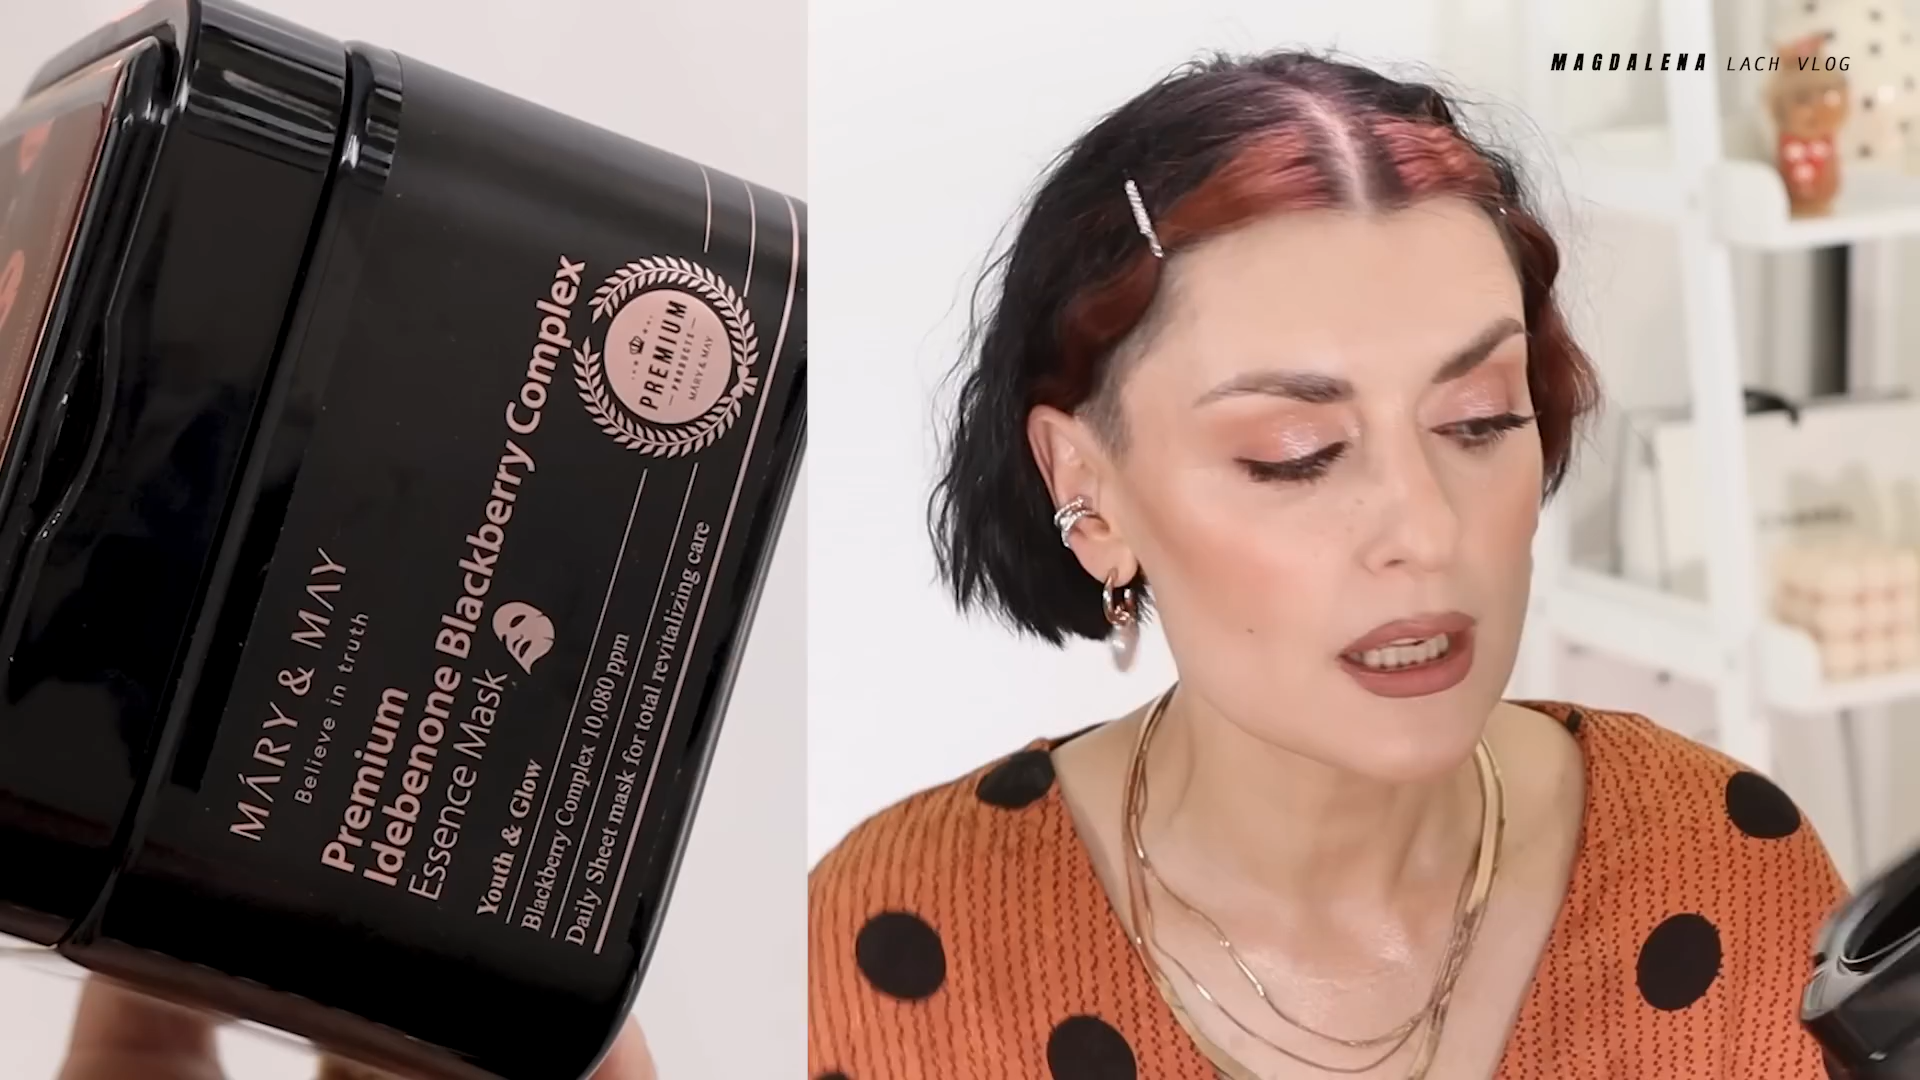 MAGDALENA LACH VLOG
MÁRY & MAY
Believe in truth
Premium
Idebenone Blackberry Complex
Essence Mask
PREMIUM
PRODUCTS
MARY & MAY
Youth & Glow
Blackberry Complex 10,080 ppm
Daily Sheet mask for total revitalizing care